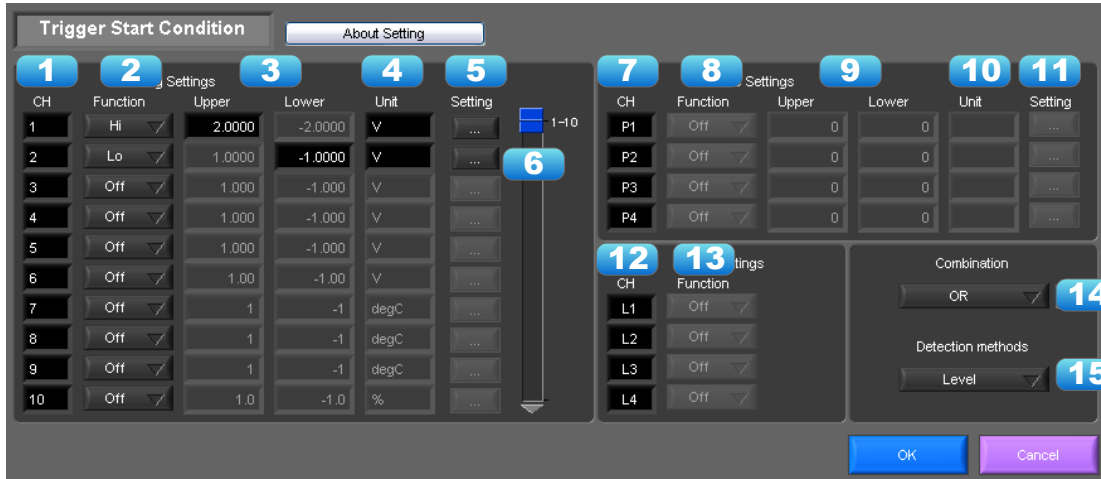 Trigger Start Condition
About Setting
1 2 3 4 5
Settings
CH Function Upper Lower Unit Setting
1 Hi 2.0000 -2.0000 V ...
2 Lo 1.0000 -1.0000 V ...
3 Off 1.000 -1.000 V ...
4 Off 1.000 -1.000 V ...
5 Off 1.000 -1.000 V ...
6 Off 1.00 -1.00 V ...
7 Off 1 -1 degC ...
8 Off 1 -1 degC ...
9 Off 1 -1 degC ...
10 Off 1.0 -1.0 % ...
1-10
6
7 8 9 10 11
Settings
CH Function Upper Lower Unit Setting
P1 Off 0 0 ...
P2 Off 0 0 ...
P3 Off 0 0 ...
P4 Off 0 0 ...
12 13
CH Function
L1 Off
L2 Off
L3 Off
L4 Off
Combination
OR
14
Detection methods
Level
15
OK
Cancel